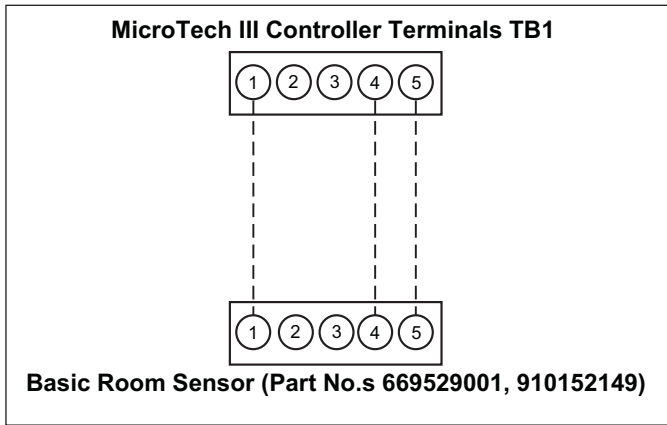 MicroTech III Controller Terminals TB1
1 2 3 4 5
1 2 3 4 5
Basic Room Sensor (Part No.s 669529001, 910152149)